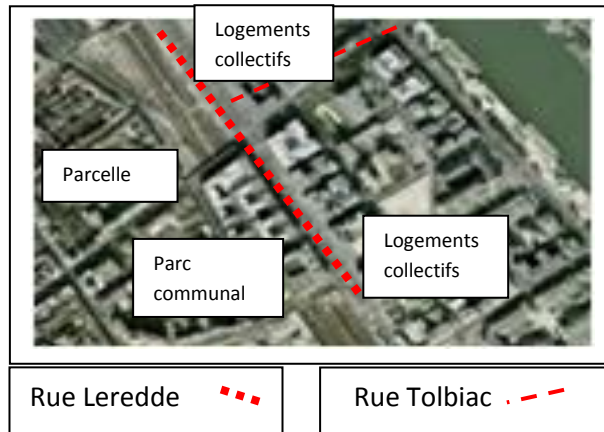 Logements
collectifs
Parcelle
Parc
communal
Logements
collectifs
Rue Leredde
Rue Tolbiac